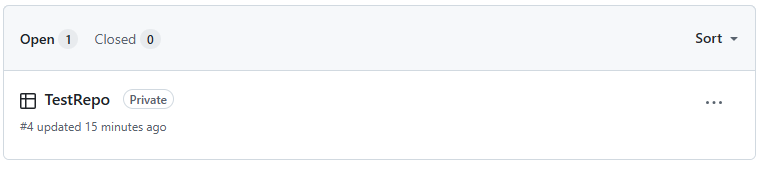 Open 1 Closed 0 Sort
TestRepo Private
#4 updated 15 minutes ago